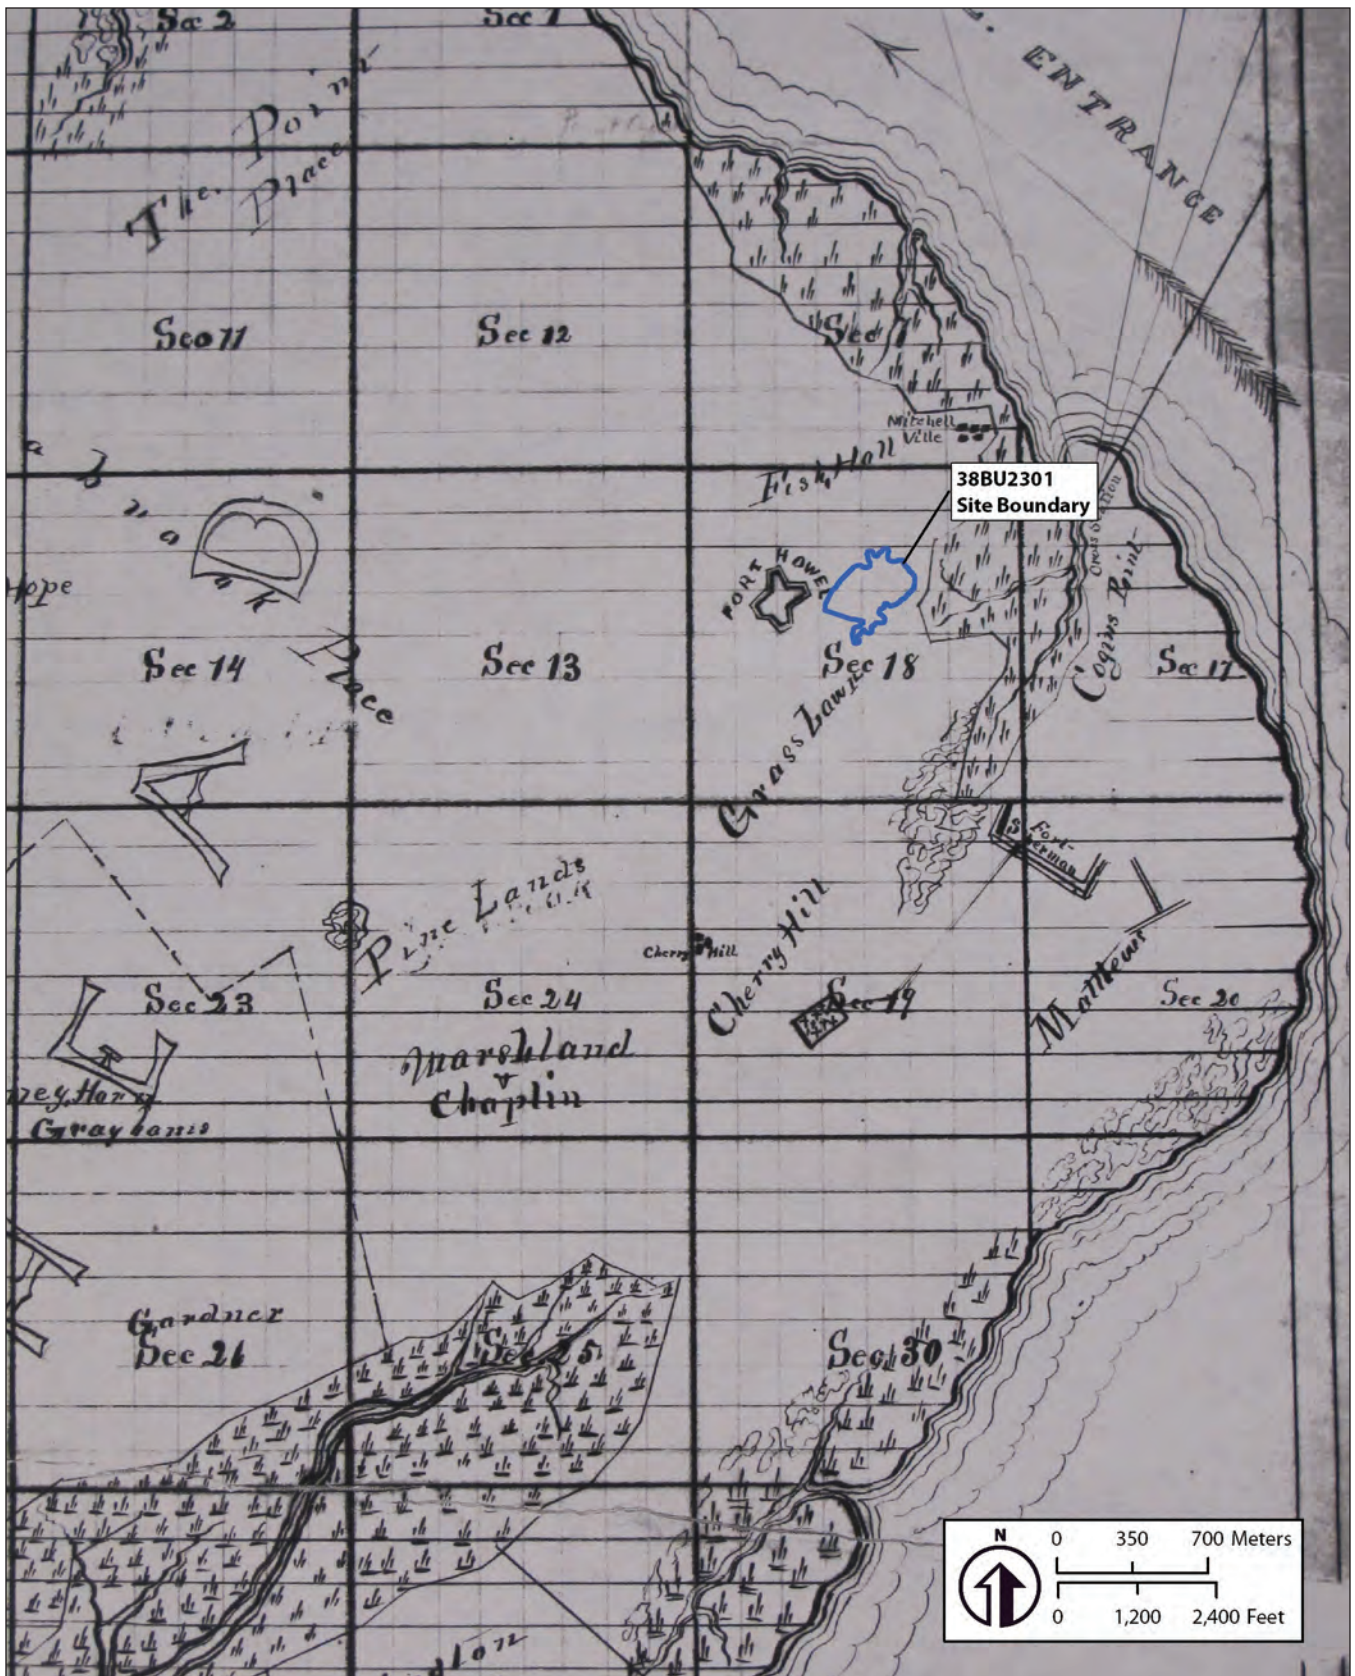 Sec 2
Sec 1
ENTRANCE
The Point
Place
Sec 11
Sec 12
Sec
Mitchell
Ville
Fish Hall
38BU2301
Site Boundary
FORT HOWEL
Hope
Place
Sec 14
Sec 13
Sec 18
Sec 17
Cogins Point
Grass Lawn
Fort
Sherman
Pine Lands
Cherry Hill
Cherry Hill
Matthews
Sec 23
Sec 24
Sec 19
Sec 20
Marshland
&
Chaplin
Gardner
Sec 26
Sec 25
Sec 30
N
0 350 700 Meters
0 1,200 2,400 Feet